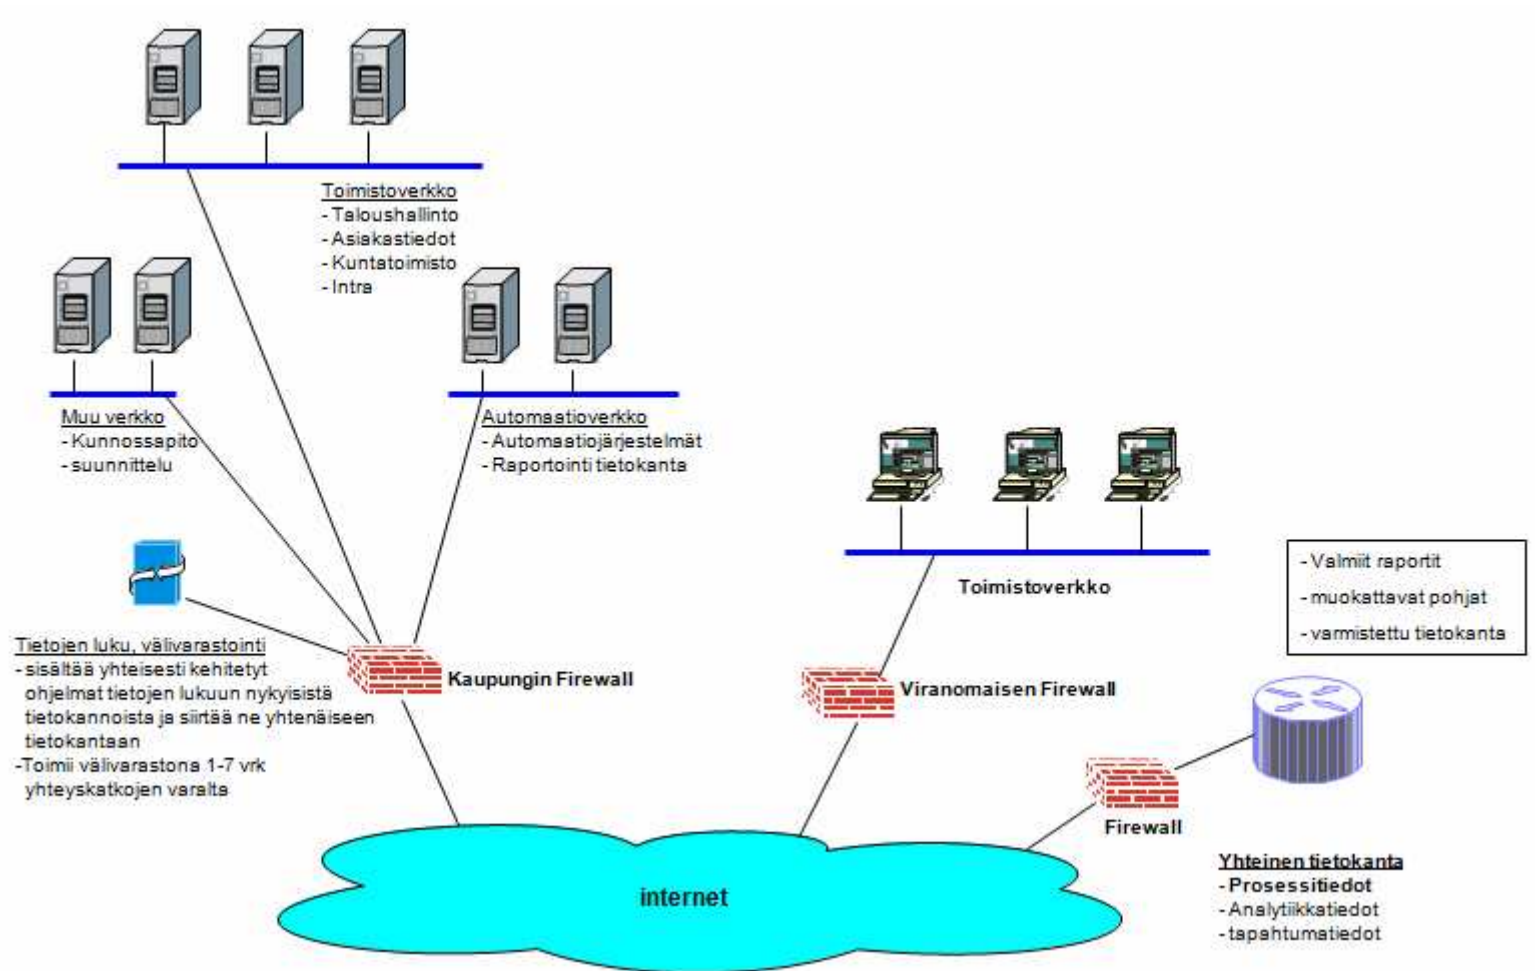 Toimistoverkko
- Taloushallinto
- Asiakastiedot
- Kuntatoimisto
- Intra
Muu verkko
- Kunnossapito
- suunnittelu
Automaatioverkko
- Automaatiojärjestelmät
- Raportointi tietokanta
Tietojen luku, välivarastointi
- sisältää yhteisesti kehitetyt
ohjelmat tietojen lukuun nykyisistä
tietokannoista ja siirtää ne yhtenäiseen
tietokantaan
-Toimii välivarastona 1-7 vrk
yhteyskatkojen varalta
Kaupungin Firewall
Toimistoverkko
Viranomaisen Firewall
- Valmiit raportit
- muokattavat pohjat
- varmistettu tietokanta
Firewall
Yhteinen tietokanta
- Prosessitiedot
- Analytiikkatiedot
- tapahtumatiedot
internet